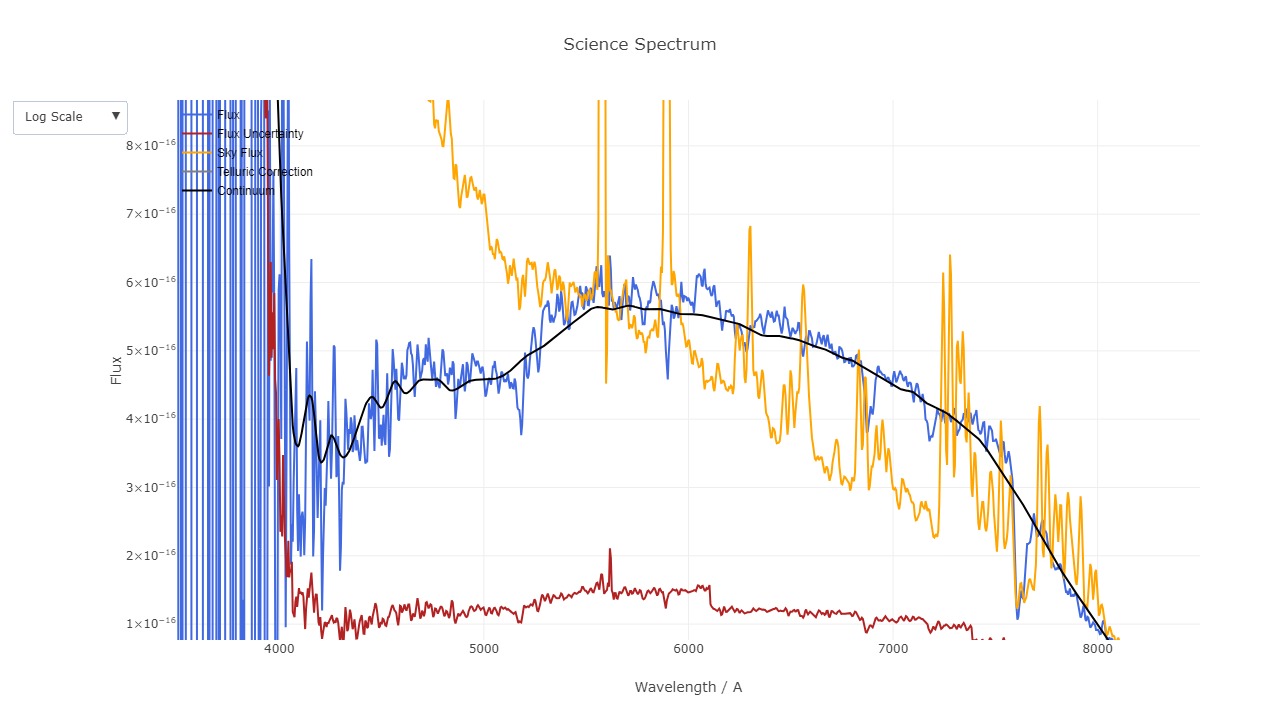 Science Spectrum
Log Scale ▼
Flux
Flux Uncertainty
Sky Flux
Telluric Correction
Continuum
8×10⁻¹⁶
7×10⁻¹⁶
6×10⁻¹⁶
5×10⁻¹⁶
4×10⁻¹⁶
3×10⁻¹⁶
2×10⁻¹⁶
1×10⁻¹⁶
Flux
4000 5000 6000 7000 8000
Wavelength / A